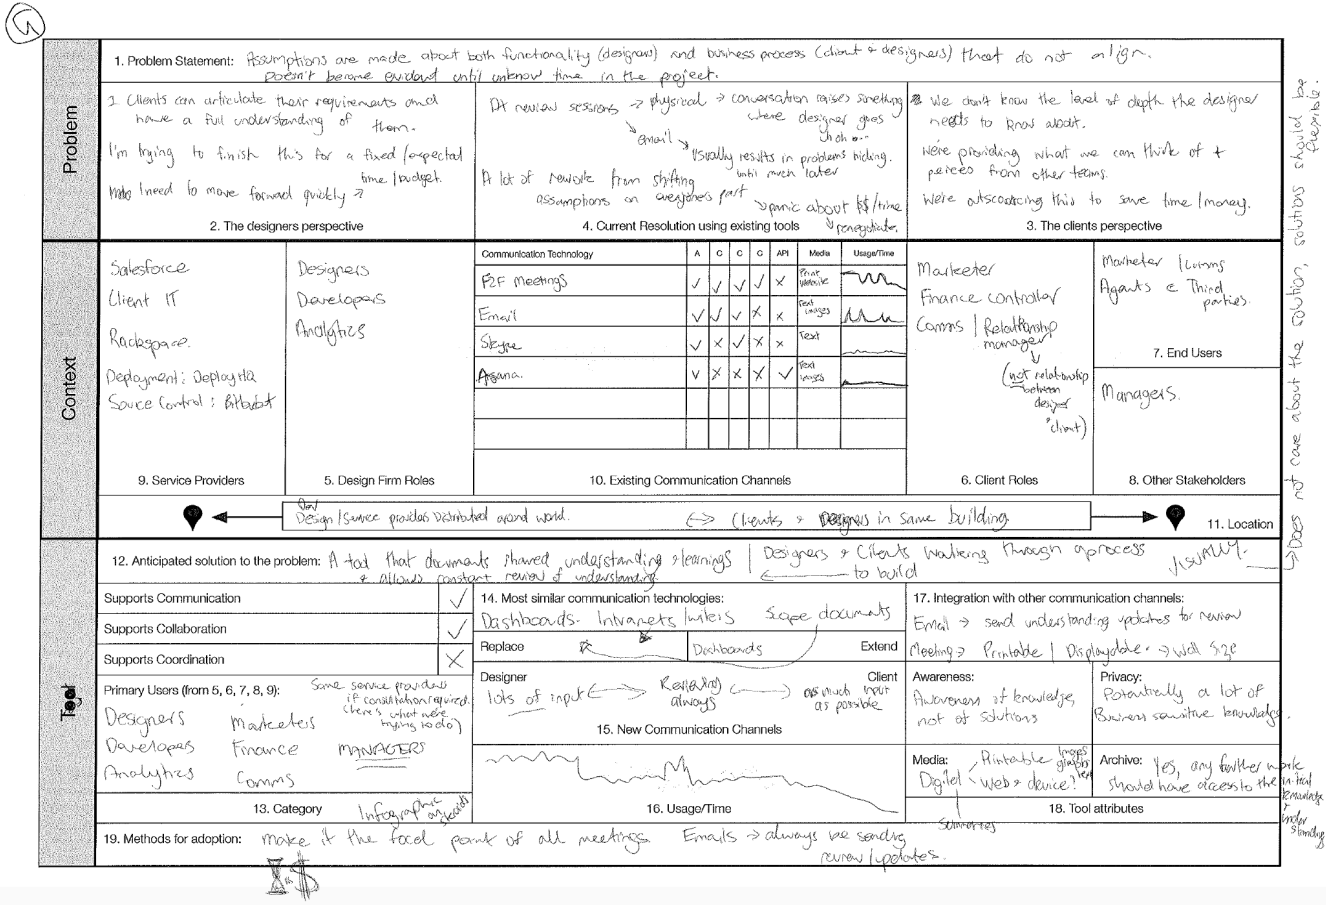 G
Problem
1. Problem Statement: Assumptions are made about both functionality (designers) and business process (client + designers) that do not align.
Doesn't become evident until unknow time in the project.
Clients can articulate their requirements and
have a full understanding of them.
I'm trying to finish this for a fixed/expected
time/budget.
I need to move forward quickly
2. The designers perspective
review sessions → physical → conversation raises something
where designer goes
uh oh...
email
Usually results in problems hiding.
until much later
A lot of rework from shifting
assumptions on everyone's part
panic about $$/time
renegotiate.
4. Current Resolution using existing tools
We don't know the level of depth the designer
needs to know about.
We're providing what we can think of +
pieces from other teams.
We're outsourcing this to save time/money.
3. The clients perspective
Context
Salesforce
Client IT
Rackspace.
Deployment: DeployHQ
Source Control: Bitbucket
9. Service Providers
Designers
Developers
Analytics
5. Design Firm Roles
Communication Technology A C C C API Media Usage/Time
F2F Meetings ✓ ✓ ✓ ✓ x Print Website
Email ✓ ✓ ✓ x x Text Images
Skype ✓ x ✓ x x Text
Asana. ✓ x x x ✓ Text Images
10. Existing Communication Channels
Marketer
Finance controller
Comms | Relationship
manager
(not relationship
between
designer
client)
6. Client Roles
Marketer / Comms
Agents Third
parties.
7. End Users
Managers.
8. Other Stakeholders
Design/Service providers Distributed around world. ↔ Clients + Designers in same building
11. Location
Tool
12. Anticipated solution to the problem: A tool that documents shared understanding + learnings | Designers + Clients walking through a process
+ allows constant review of understanding. to build
VISUALLY.
Supports Communication ✓
Supports Collaboration ✓
Supports Coordination X
Primary Users (from 5, 6, 7, 8, 9): Some service providers
if consultation required.
(here's what we're
trying to do)
Designers Marketers
Developers Finance MANAGERS
Analytics Comms
13. Category
Infographic
on steroids
14. Most similar communication technologies:
Dashboards. Intranets/wikis Scope documents
Replace Dashboards Extend
Designer Client
lots of input ↔ Reviewing always ↔ as much input as possible
15. New Communication Channels
16. Usage/Time
17. Integration with other communication channels:
Email → send understanding updates for review
Meeting → Printable | Displayable. → Wall Size
Awareness:
Awareness of knowledge,
not of solutions
Privacy:
Potentially a lot of
Business sensitive knowledge.
Media: Printable Images graphs text
Digital Web + device?
Summaries
Archive: Yes, any further work
should have access to the initial
knowledge
+
understanding
18. Tool attributes
19. Methods for adoption: make it the focal point of all meetings. Emails → always be sending
review/updates.
$
Does not care about the solution, solutions should be
flexible.